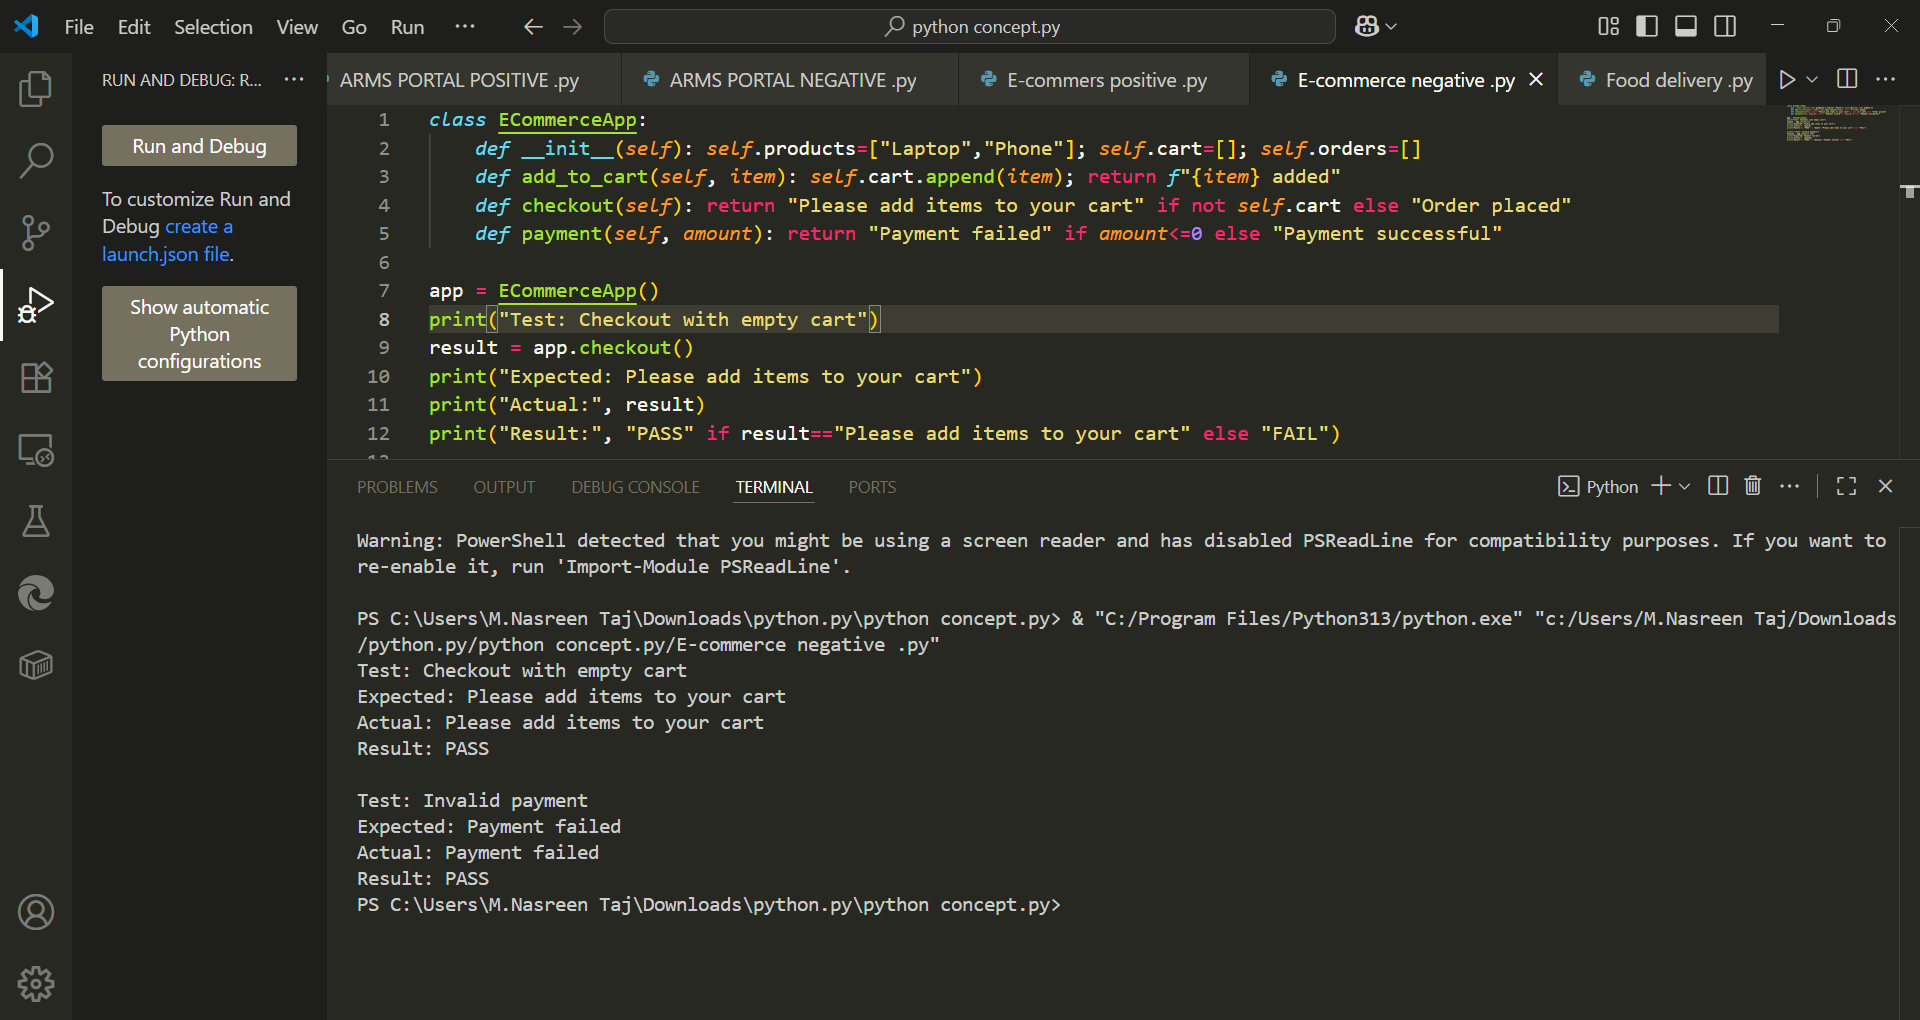 File Edit Selection View Go Run ···
python concept.py
RUN AND DEBUG: R... ···
ARMS PORTAL POSITIVE .py
ARMS PORTAL NEGATIVE .py
E-commers positive .py
E-commerce negative .py
Food delivery .py
Run and Debug
To customize Run and
Debug create a
launch.json file.
Show automatic
Python
configurations
1 class ECommerceApp:
2     def __init__(self): self.products=["Laptop","Phone"]; self.cart=[]; self.orders=[]
3     def add_to_cart(self, item): self.cart.append(item); return f"{item} added"
4     def checkout(self): return "Please add items to your cart" if not self.cart else "Order placed"
5     def payment(self, amount): return "Payment failed" if amount<=0 else "Payment successful"
6
7 app = ECommerceApp()
8 print("Test: Checkout with empty cart")
9 result = app.checkout()
10 print("Expected: Please add items to your cart")
11 print("Actual:", result)
12 print("Result:", "PASS" if result=="Please add items to your cart" else "FAIL")
PROBLEMS OUTPUT DEBUG CONSOLE TERMINAL PORTS
Python
Warning: PowerShell detected that you might be using a screen reader and has disabled PSReadLine for compatibility purposes. If you want to
re-enable it, run 'Import-Module PSReadLine'.
PS C:\Users\M.Nasreen Taj\Downloads\python.py\python concept.py> & "C:/Program Files/Python313/python.exe" "c:/Users/M.Nasreen Taj/Downloads
/python.py/python concept.py/E-commerce negative .py"
Test: Checkout with empty cart
Expected: Please add items to your cart
Actual: Please add items to your cart
Result: PASS
Test: Invalid payment
Expected: Payment failed
Actual: Payment failed
Result: PASS
PS C:\Users\M.Nasreen Taj\Downloads\python.py\python concept.py>